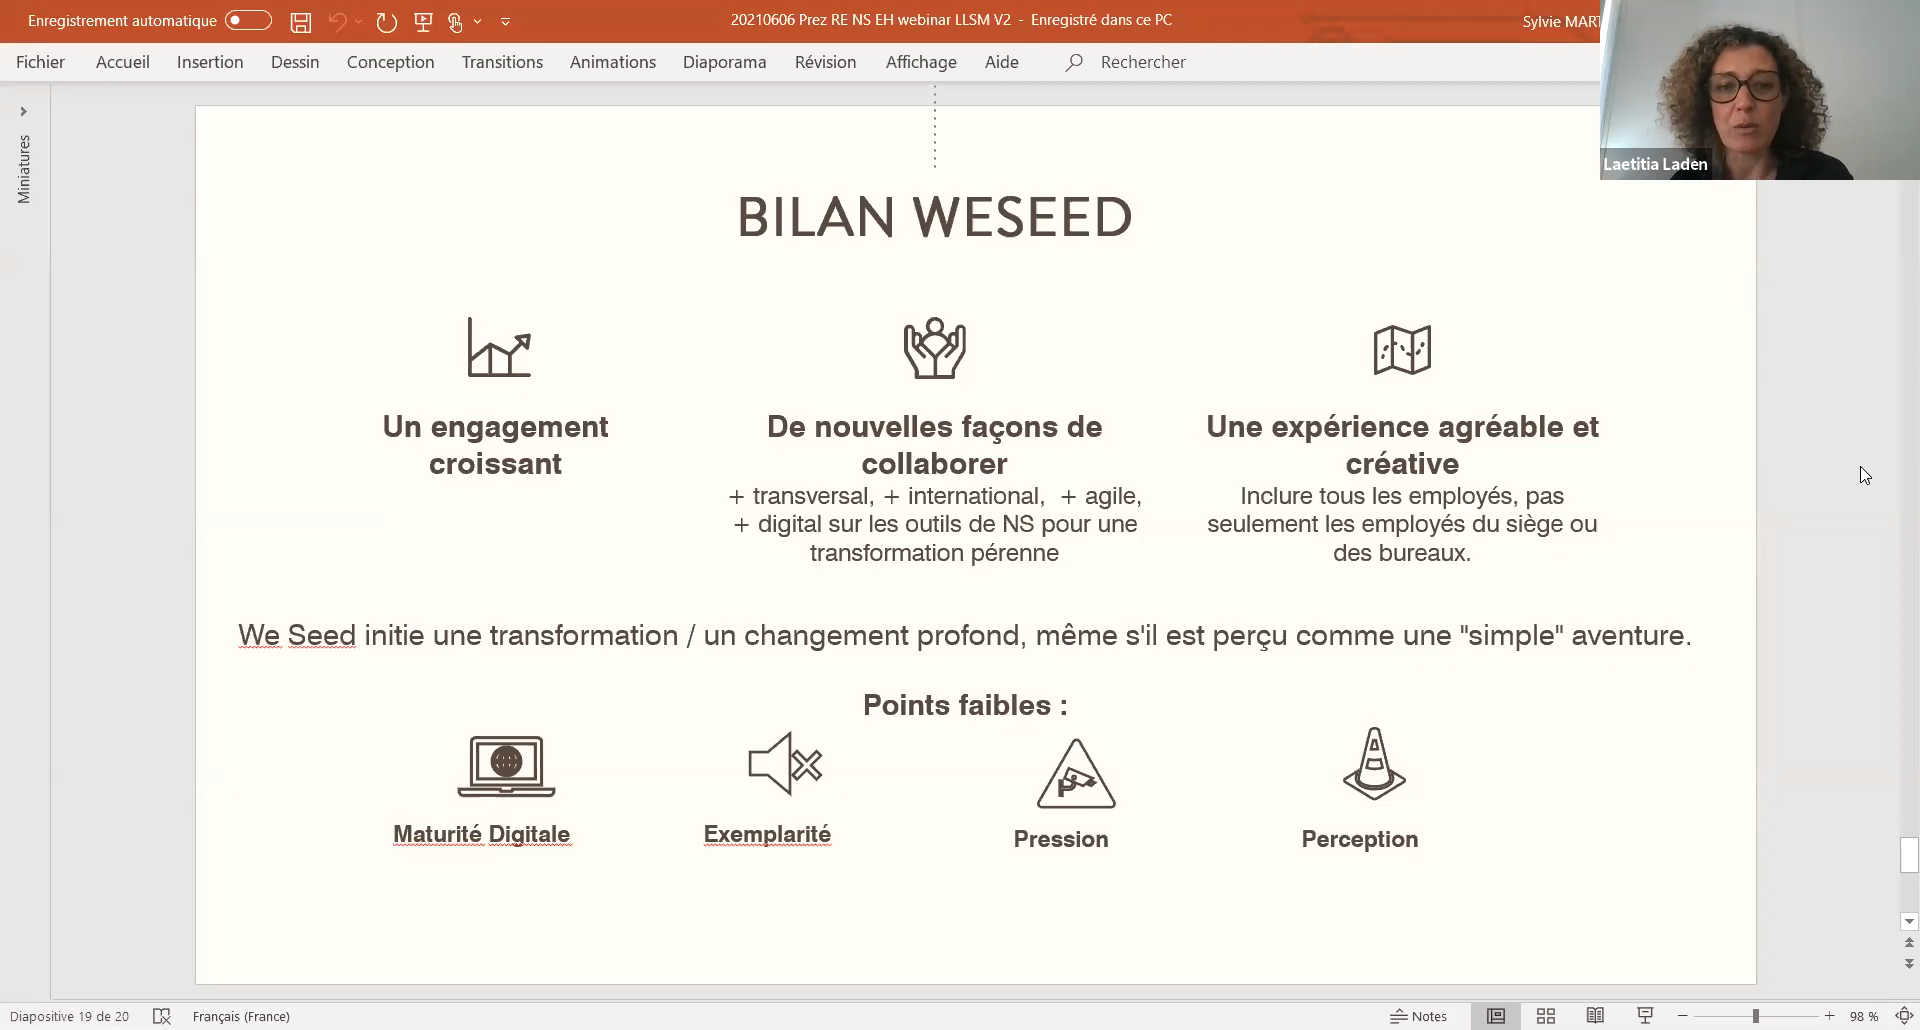 Enregistrement automatique
20210606 Prez RE NS EH webinar LLSM V2 - Enregistré dans ce PC
Sylvie MART
Fichier Accueil Insertion Dessin Conception Transitions Animations Diaporama Révision Affichage Aide Rechercher
Laetitia Laden
Miniatures
BILAN WESEED
Un engagement
croissant
De nouvelles façons de
collaborer
+ transversal, + international, + agile,
+ digital sur les outils de NS pour une
transformation pérenne
Une expérience agréable et
créative
Inclure tous les employés, pas
seulement les employés du siège ou
des bureaux.
We Seed initie une transformation / un changement profond, même s'il est perçu comme une "simple" aventure.
Points faibles :
Maturité Digitale
Exemplarité
Pression
Perception
Diapositive 19 de 20 Français (France) Notes 98 %